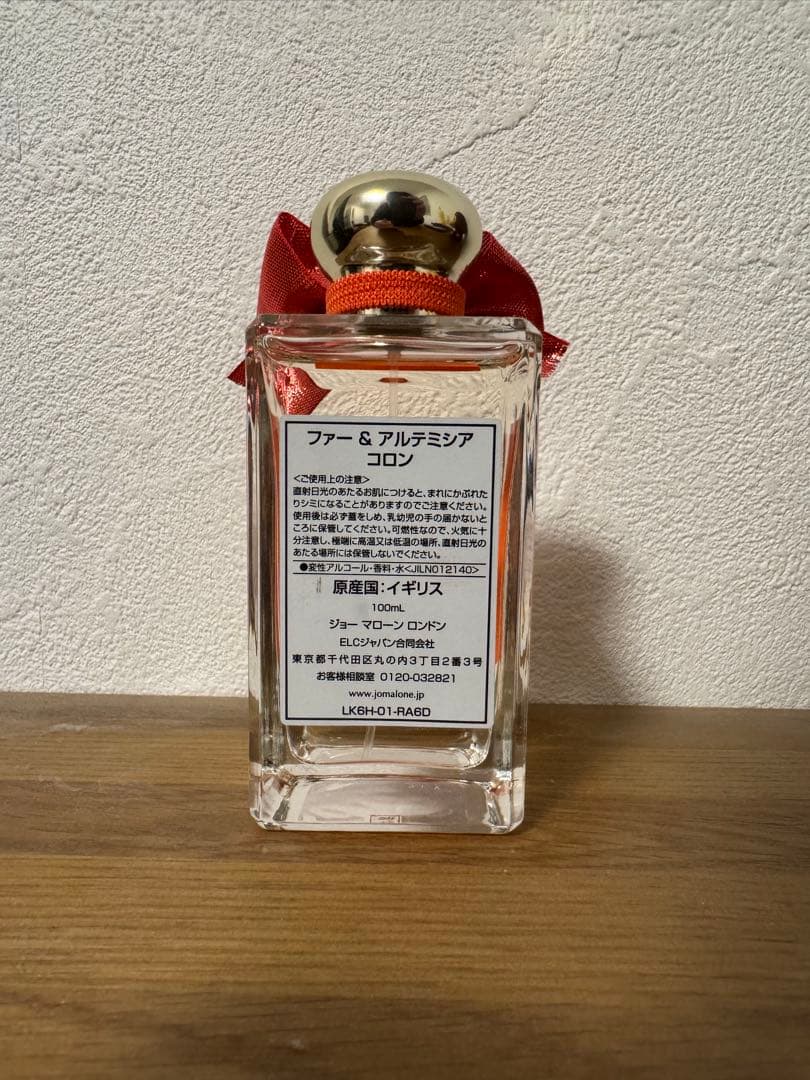 ファー & アルテミシア
コロン
<ご使用上の注意>
直射日光のあたるお肌につけると、まれにかぶれた
りシミになることがありますのでご注意ください。
使用後は必ず蓋をしめ、乳幼児の手の届かないと
ころに保管してください。可燃性なので、火気に十
分注意し、極端に高温又は低温の場所、直射日光の
あたる場所には保管しないでください。
●変性アルコール・香料・水<JILN012140>
原産国:イギリス
100mL
ジョー マローン ロンドン
ELCジャパン合同会社
東京都千代田区丸の内3丁目2番3号
お客様相談室 0120-032821
www.jomalone.jp
LK6H-01-RA6D